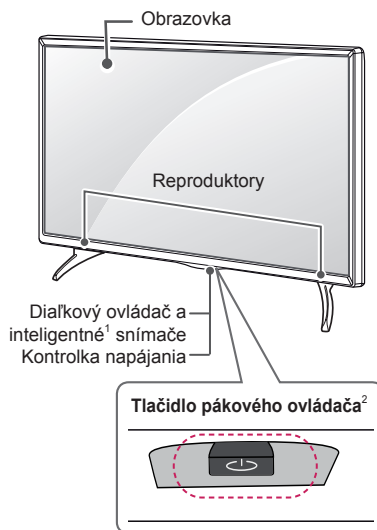 Obrazovka
Reproduktory
Diaľkový ovládač a
inteligentné¹ snímače
Kontrolka napájania
Tlačidlo pákového ovládača²